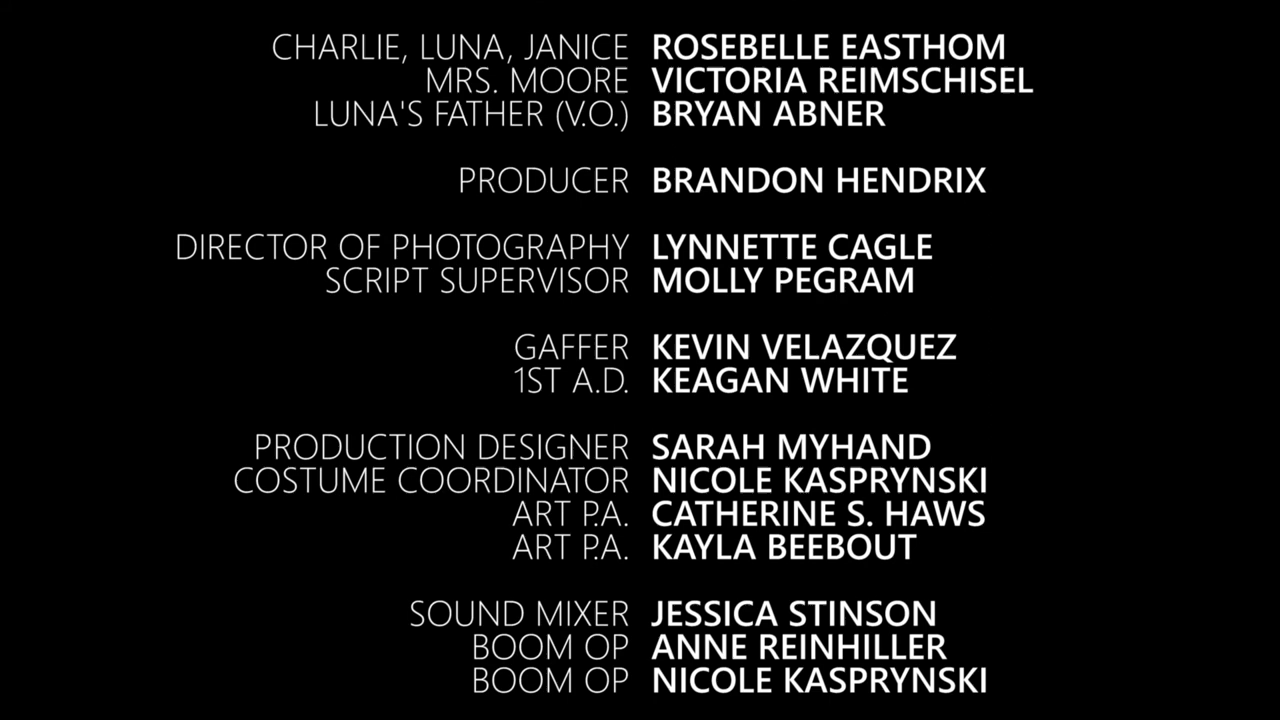 CHARLIE, LUNA, JANICE ROSEBELLE EASTHOM
MRS. MOORE VICTORIA REIMSCHISEL
LUNA'S FATHER (V.O.) BRYAN ABNER
PRODUCER BRANDON HENDRIX
DIRECTOR OF PHOTOGRAPHY LYNNETTE CAGLE
SCRIPT SUPERVISOR MOLLY PEGRAM
GAFFER KEVIN VELAZQUEZ
1ST A.D. KEAGAN WHITE
PRODUCTION DESIGNER SARAH MYHAND
COSTUME COORDINATOR NICOLE KASPRYNSKI
ART P.A. CATHERINE S. HAWS
ART P.A. KAYLA BEEBOUT
SOUND MIXER JESSICA STINSON
BOOM OP ANNE REINHILLER
BOOM OP NICOLE KASPRYNSKI